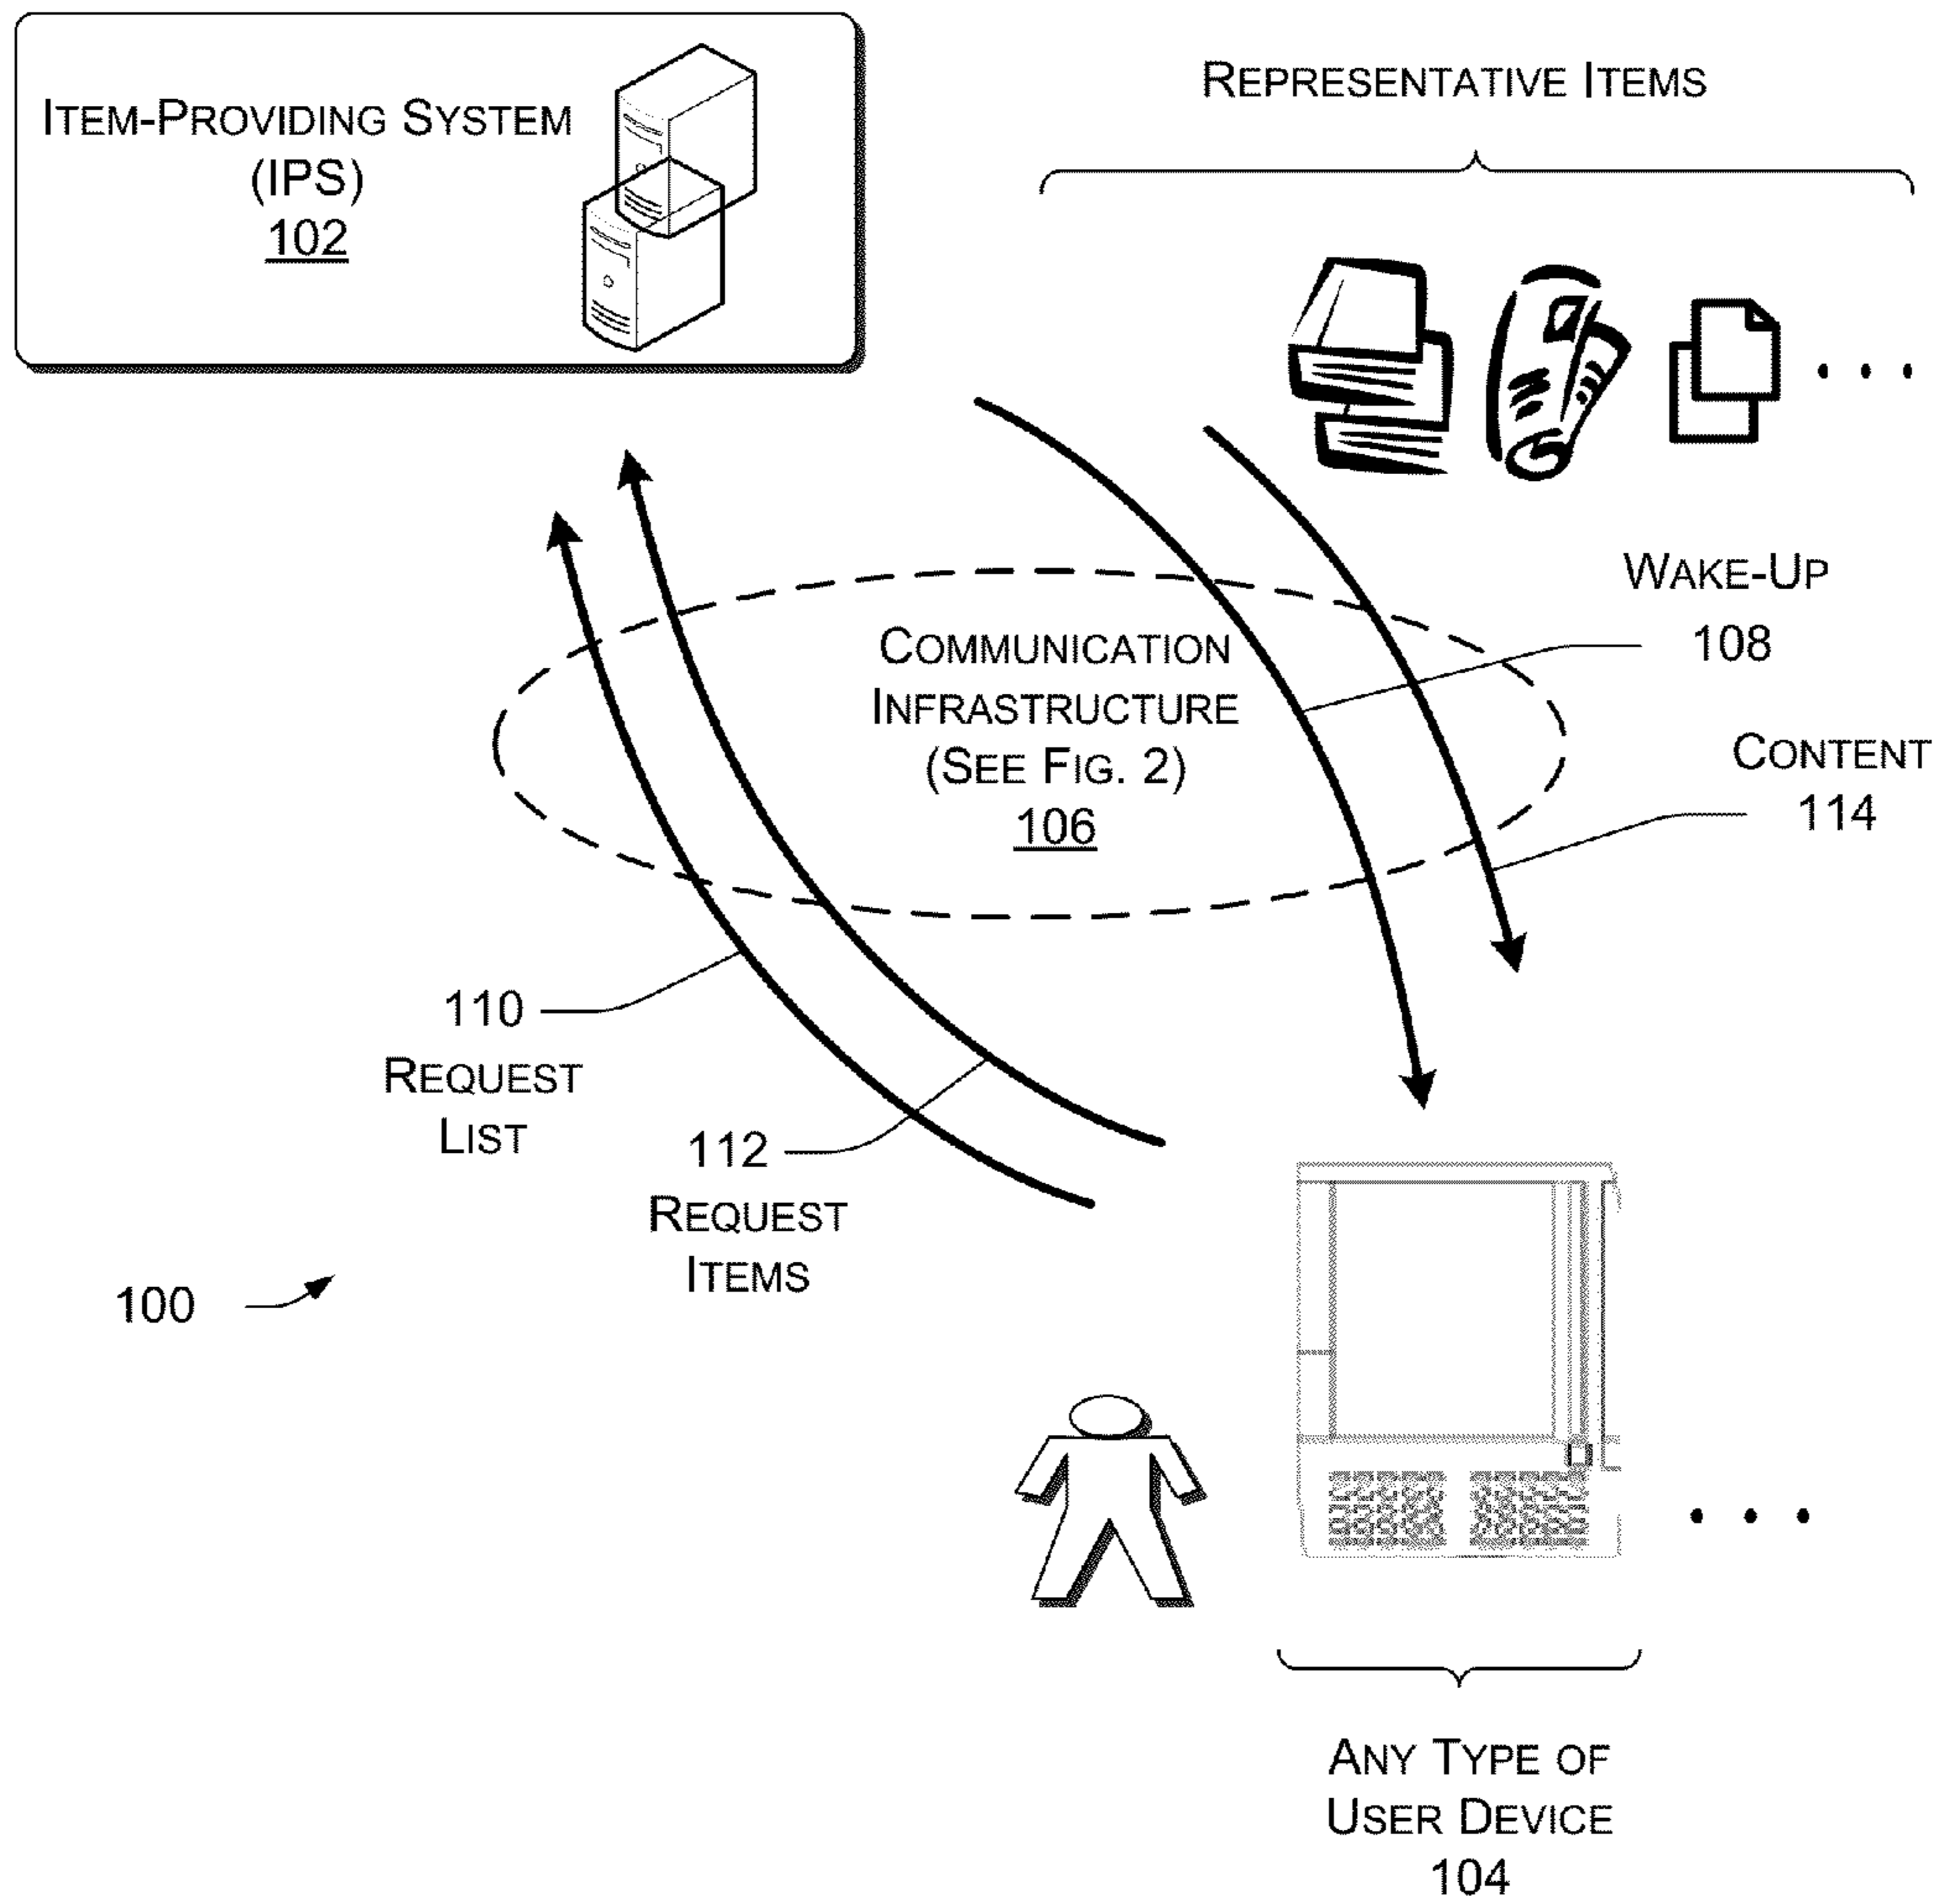 ITEM-PROVIDING SYSTEM
(IPS)
102
REPRESENTATIVE ITEMS
WAKE-UP
108
COMMUNICATION
INFRASTRUCTURE
(SEE FIG. 2)
106
CONTENT
114
110
REQUEST
LIST
112
REQUEST
ITEMS
100
ANY TYPE OF
USER DEVICE
104